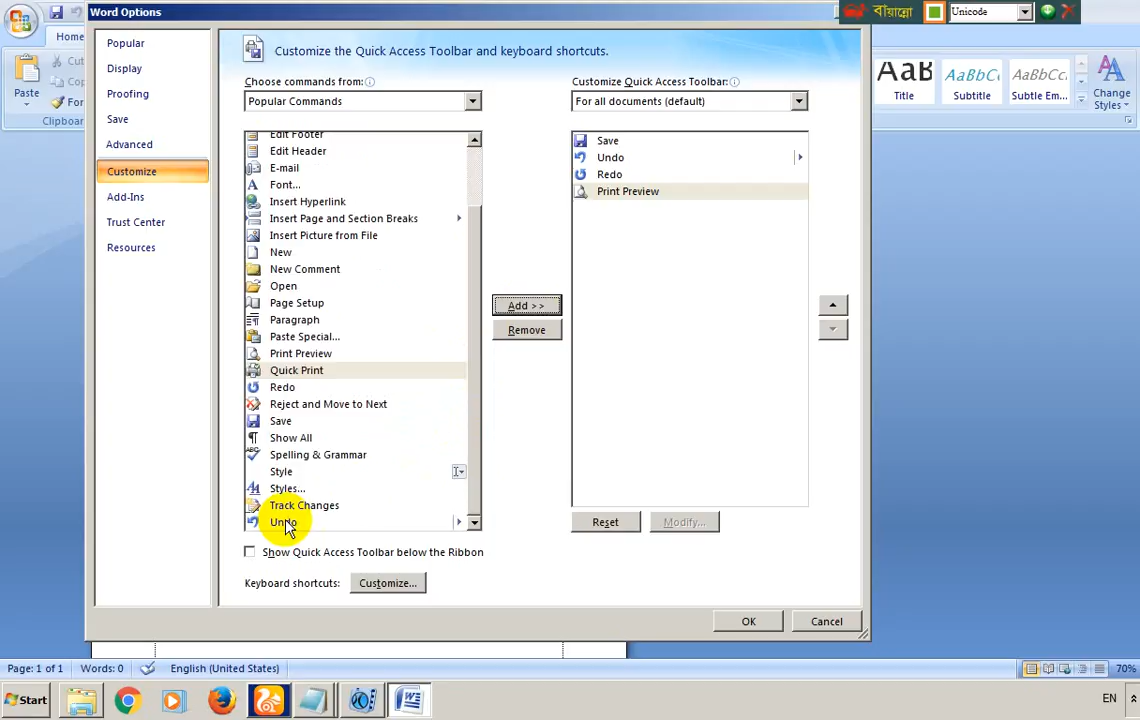 Word Options
বায়ান্নো
Unicode
Home
Popular
Display
Proofing
Save
Advanced
Customize
Add-Ins
Trust Center
Resources
Paste
Cu
Cop
For
Clipboar
Customize the Quick Access Toolbar and keyboard shortcuts.
Choose commands from:
Popular Commands
Edit Footer
Edit Header
E-mail
Font...
Insert Hyperlink
Insert Page and Section Breaks
Insert Picture from File
New
New Comment
Open
Page Setup
Paragraph
Paste Special...
Print Preview
Quick Print
Redo
Reject and Move to Next
Save
Show All
Spelling & Grammar
Style
Styles...
Track Changes
Undo
Show Quick Access Toolbar below the Ribbon
Keyboard shortcuts: Customize...
Add >>
Remove
Customize Quick Access Toolbar:
For all documents (default)
Save
Undo
Redo
Print Preview
Reset Modify...
OK Cancel
AaB AaBbCc AaBbCcD
Title Subtitle Subtle Em...
Change
Styles
Page: 1 of 1 Words: 0 English (United States) 70%
Start EN